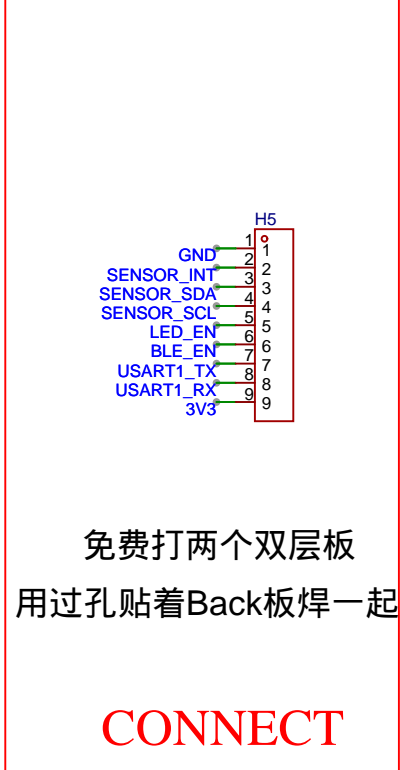 H5
GND 1 1
SENSOR_INT 2 2
SENSOR_SDA 3 3
SENSOR_SCL 4 4
LED_EN 5 5
BLE_EN 6 6
USART1_TX 7 7
USART1_RX 8 8
3V3 9 9
免费打两个双层板
用过孔贴着Back板焊一起
CONNECT